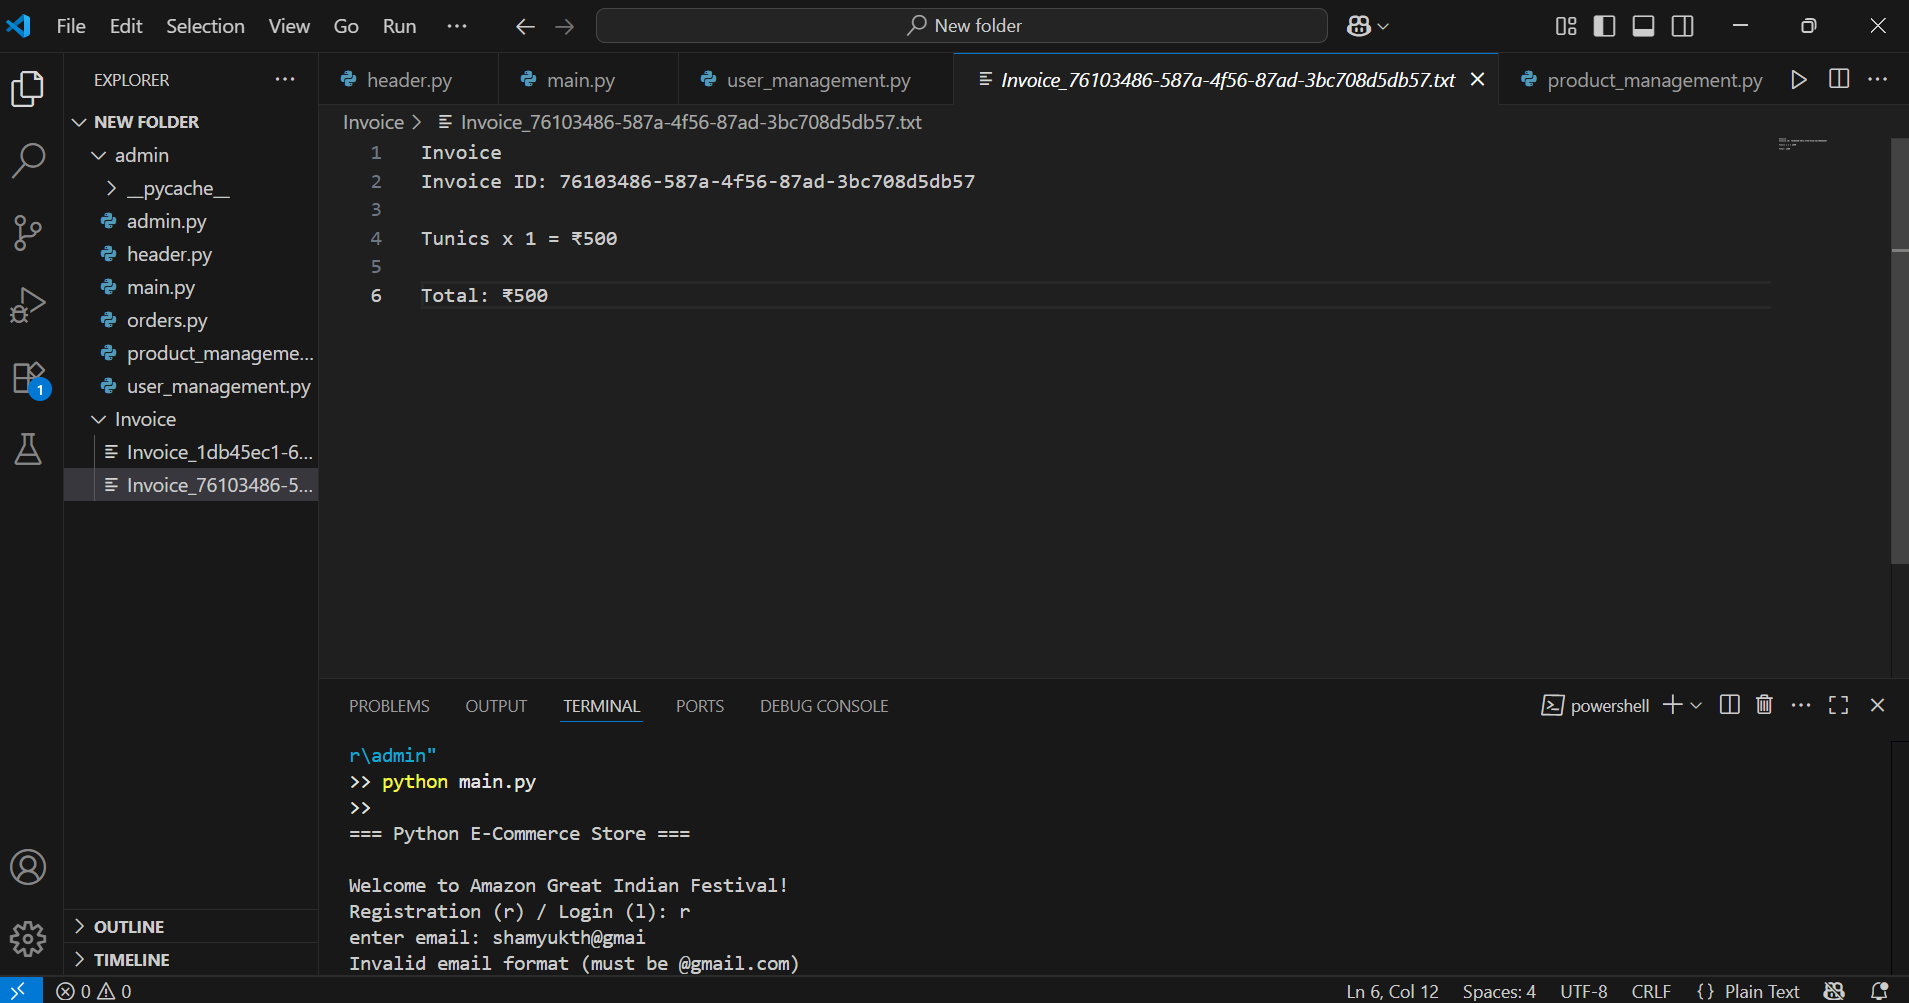 File Edit Selection View Go Run ··· New folder
EXPLORER ···
NEW FOLDER
admin
__pycache__
admin.py
header.py
main.py
orders.py
product_manageme...
user_management.py
Invoice
Invoice_1db45ec1-6...
Invoice_76103486-5...
OUTLINE
TIMELINE
1
header.py main.py user_management.py Invoice_76103486-587a-4f56-87ad-3bc708d5db57.txt product_management.py
Invoice > Invoice_76103486-587a-4f56-87ad-3bc708d5db57.txt
1 Invoice
2 Invoice ID: 76103486-587a-4f56-87ad-3bc708d5db57
3
4 Tunics x 1 = ₹500
5
6 Total: ₹500
PROBLEMS OUTPUT TERMINAL PORTS DEBUG CONSOLE powershell
r\admin"
>> python main.py
>>
=== Python E-Commerce Store ===
Welcome to Amazon Great Indian Festival!
Registration (r) / Login (l): r
enter email: shamyukth@gmai
Invalid email format (must be @gmail.com)
0 0 Ln 6, Col 12 Spaces: 4 UTF-8 CRLF {} Plain Text